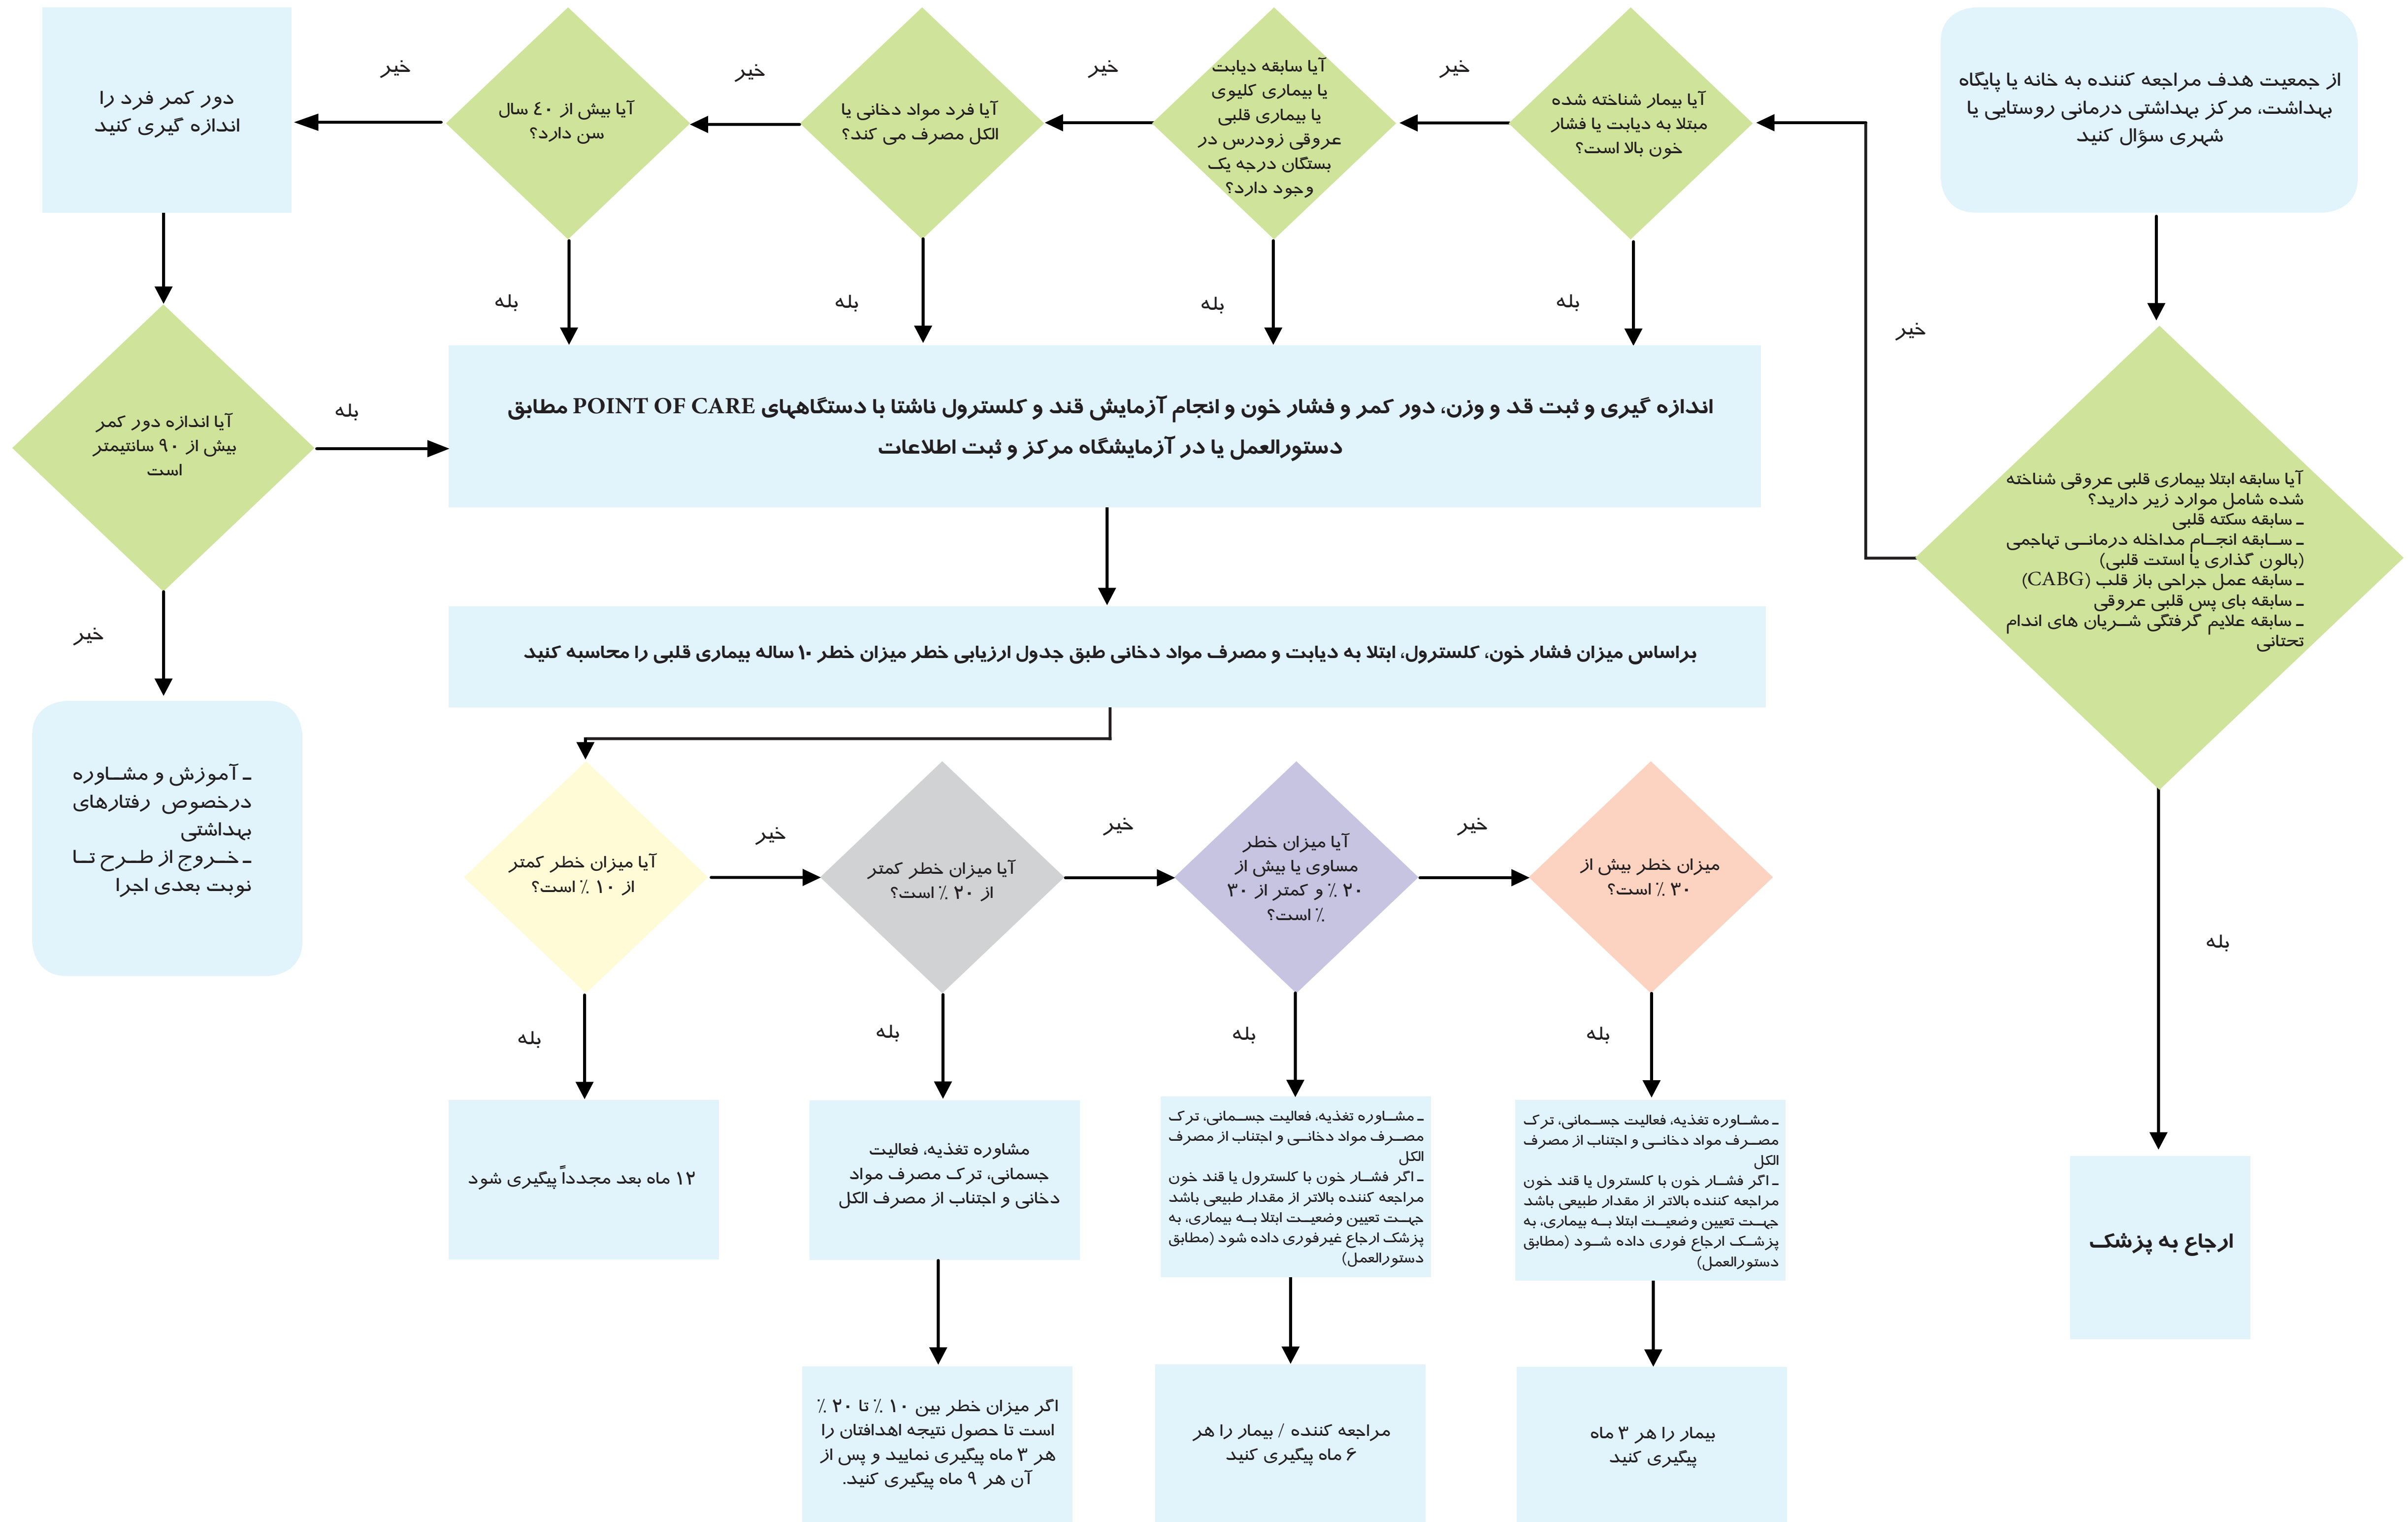 از جمعیت هدف مراجعه کننده به خانه یا پایگاه
بهداشت، مرکز بهداشتی درمانی روستایی یا
شهری سؤال کنید
خیر
آیا سابقه ابتلا بیماری قلبی عروقی شناخته
شده شامل موارد زیر دارید؟
ـ سابقه سکته قلبی
ـ سابقه انجام مداخله درمانی تهاجمی
(بالون گذاری یا استت قلبی)
ـ سابقه عمل جراحی باز قلب (CABG)
ـ سابقه بای پس قلبی عروقی
ـ سابقه علایم گرفتگی شریان های اندام
تحتانی
بله
ارجاع به پزشک
آیا بیمار شناخته شده
مبتلا به دیابت یا فشار
خون بالا است؟
خیر
بله
آیا سابقه دیابت
یا بیماری کلیوی
یا بیماری قلبی
عروقی زودرس در
بستگان درجه یک
وجود دارد؟
خیر
بله
آیا فرد مواد دخانی یا
الکل مصرف می کند؟
خیر
بله
آیا بیش از ٤٠ سال
سن دارد؟
خیر
بله
دور کمر فرد را
اندازه گیری کنید
آیا اندازه دور کمر
بیش از ۹۰ سانتیمتر
است
بله
خیر
ـ آموزش و مشاوره
درخصوص رفتارهای
بهداشتی
ـ خروج از طرح تا
نوبت بعدی اجرا
اندازه گیری و ثبت قد و وزن، دور کمر و فشار خون و انجام آزمایش قند و کلسترول ناشتا با دستگاههای POINT OF CARE مطابق
دستورالعمل یا در آزمایشگاه مرکز و ثبت اطلاعات
براساس میزان فشار خون، کلسترول، ابتلا به دیابت و مصرف مواد دخانی طبق جدول ارزیابی خطر میزان خطر ۱۰ ساله بیماری قلبی را محاسبه کنید
آیا میزان خطر کمتر
از ۱۰ ٪ است؟
خیر
بله
۱۲ ماه بعد مجدداً پیگیری شود
آیا میزان خطر کمتر
از ۲۰ ٪ است؟
خیر
بله
مشاوره تغذیه، فعالیت
جسمانی، ترک مصرف مواد
دخانی و اجتناب از مصرف الکل
اگر میزان خطر بین ۱۰ ٪ تا ۲۰ ٪
است تا حصول نتیجه اهدافتان را
هر ۳ ماه پیگیری نمایید و پس از
آن هر ۹ ماه پیگیری کنید.
آیا میزان خطر
مساوی یا بیش از
۲۰ ٪ و کمتر از ۳۰
٪ است؟
خیر
بله
ـ مشاوره تغذیه، فعالیت جسمانی، ترک
مصرف مواد دخانی و اجتناب از مصرف
الکل
ـ اگر فشار خون با کلسترول یا قند خون
مراجعه کننده بالاتر از مقدار طبیعی باشد
جهت تعیین وضعیت ابتلا به بیماری، به
پزشک ارجاع غیرفوری داده شود (مطابق
دستورالعمل)
مراجعه کننده / بیمار را هر
۶ ماه پیگیری کنید
میزان خطر بیش از
۳۰ ٪ است؟
بله
ـ مشاوره تغذیه، فعالیت جسمانی، ترک
مصرف مواد دخانی و اجتناب از مصرف
الکل
ـ اگر فشار خون با کلسترول یا قند خون
مراجعه کننده بالاتر از مقدار طبیعی باشد
جهت تعیین وضعیت ابتلا به بیماری، به
پزشک ارجاع فوری داده شود (مطابق
دستورالعمل)
بیمار را هر ۳ ماه
پیگیری کنید